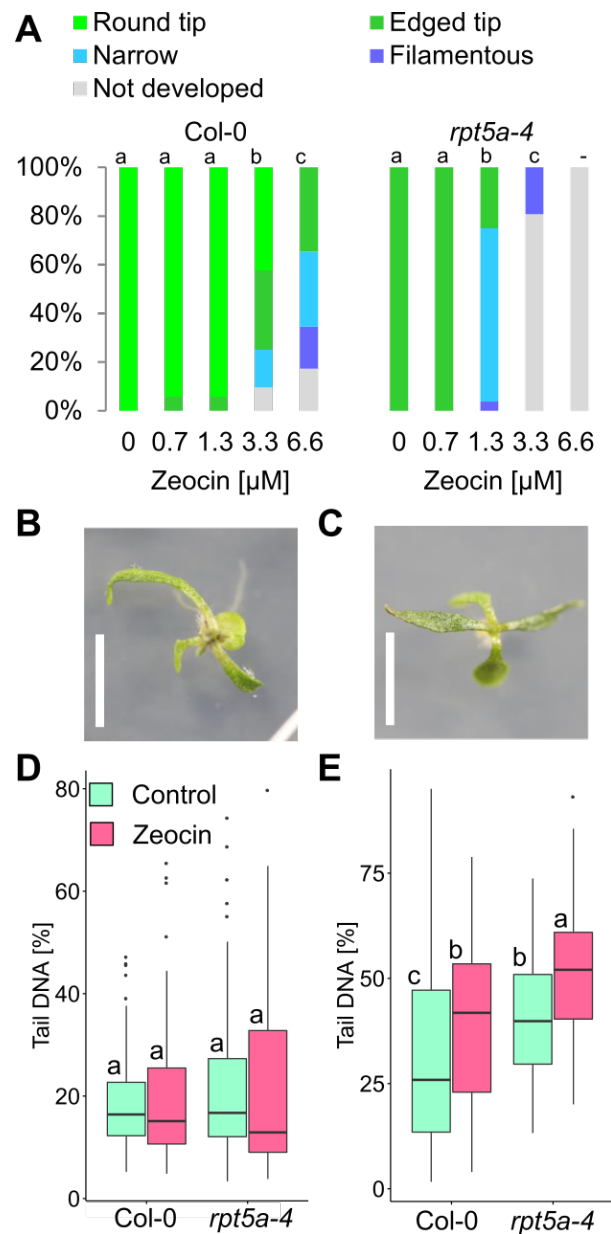 A
Round tip
Edged tip
Narrow
Filamentous
Not developed
Col-0
rpt5a-4
a a a b c
a a b c -
100%
80%
60%
40%
20%
0%
0 0.7 1.3 3.3 6.6
0 0.7 1.3 3.3 6.6
Zeocin [µM]
Zeocin [µM]
B
C
D
Control
Zeocin
80
60
40
20
0
Tail DNA [%]
a a a a
Col-0 rpt5a-4
E
75
50
25
0
Tail DNA [%]
c b b a
Col-0 rpt5a-4